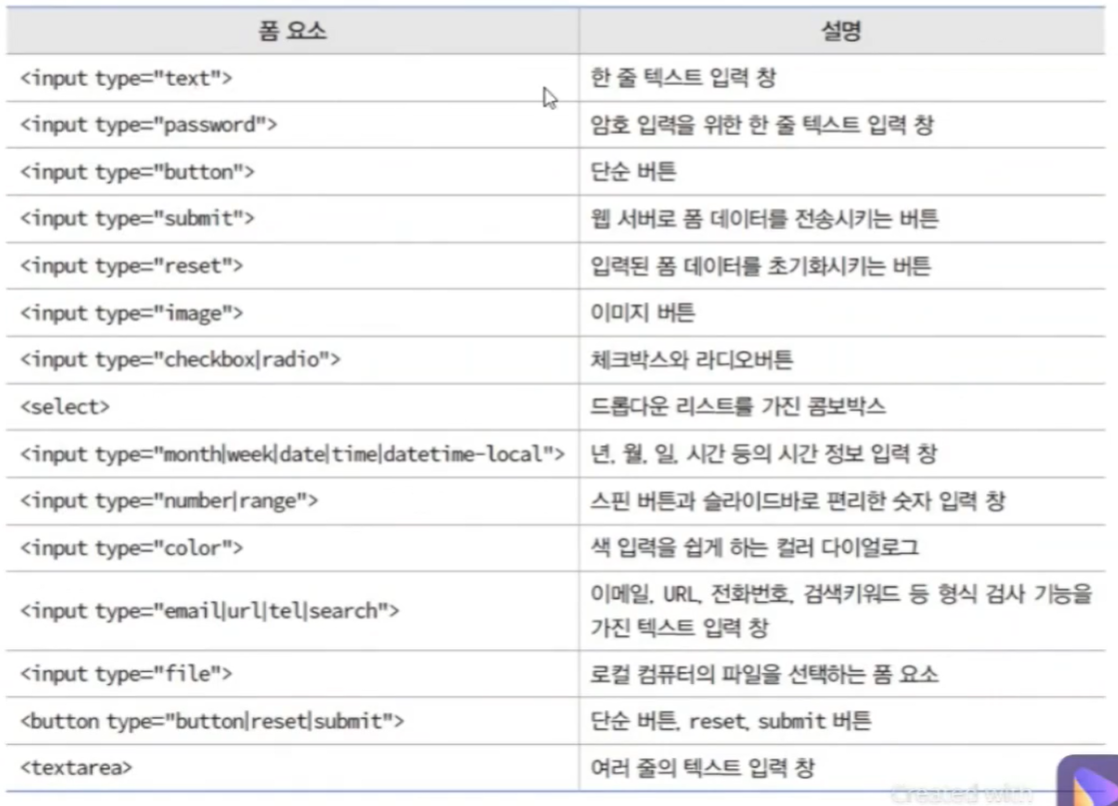 폼 요소 설명
<input type="text"> 한 줄 텍스트 입력 창
<input type="password"> 암호 입력을 위한 한 줄 텍스트 입력 창
<input type="button"> 단순 버튼
<input type="submit"> 웹 서버로 폼 데이터를 전송시키는 버튼
<input type="reset"> 입력된 폼 데이터를 초기화시키는 버튼
<input type="image"> 이미지 버튼
<input type="checkbox|radio"> 체크박스와 라디오버튼
<select> 드롭다운 리스트를 가진 콤보박스
<input type="month|week|date|time|datetime-local"> 년, 월, 일, 시간 등의 시간 정보 입력 창
<input type="number|range"> 스핀 버튼과 슬라이드바로 편리한 숫자 입력 창
<input type="color"> 색 입력을 쉽게 하는 컬러 다이얼로그
<input type="email|url|tel|search"> 이메일, URL, 전화번호, 검색키워드 등 형식 검사 기능을
가진 텍스트 입력 창
<input type="file"> 로컬 컴퓨터의 파일을 선택하는 폼 요소
<button type="button|reset|submit"> 단순 버튼, reset, submit 버튼
<textarea> 여러 줄의 텍스트 입력 창
Created with